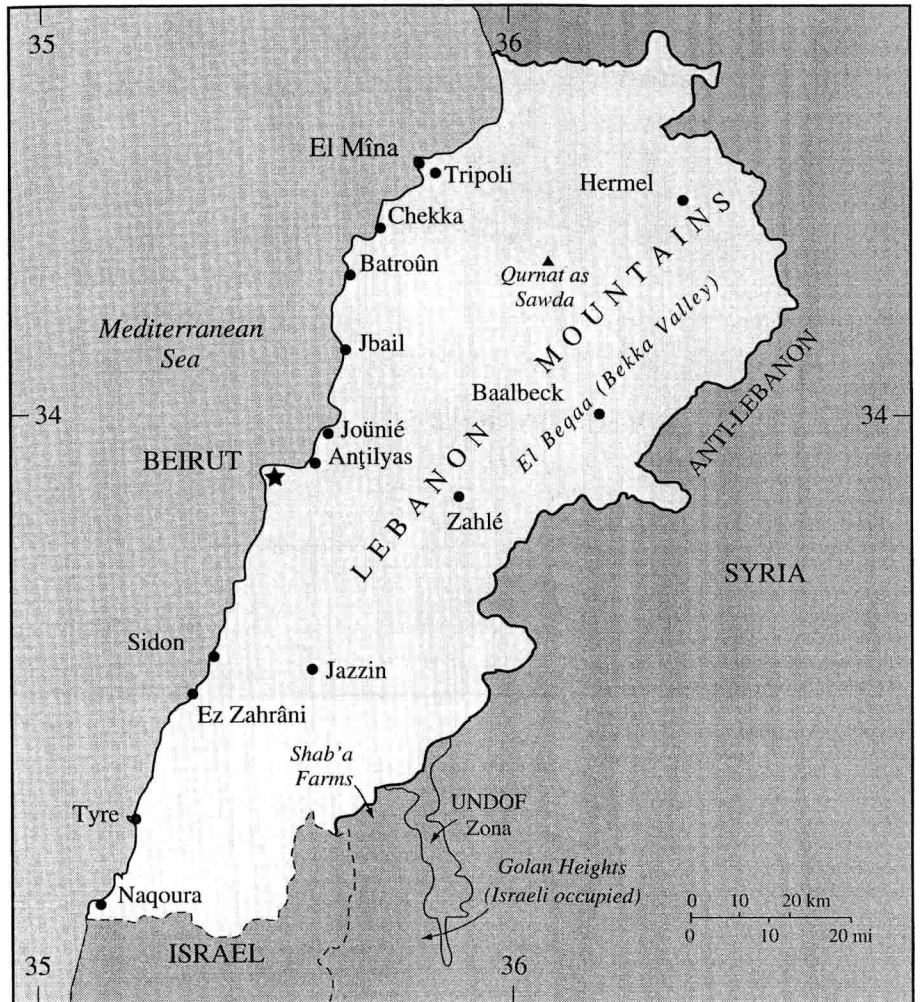 35
36
El Mîna
Tripoli
Hermel
Chekka
Batroûn
Qurnat as
Sawda
Mediterranean
Sea
Jbail
LEBANON MOUNTAINS
El Beqaa (Bekka Valley)
Baalbeck
ANTI-LEBANON
34
34
Joünié
BEIRUT
Anţilyas
Zahlé
SYRIA
Sidon
Jazzin
Ez Zahrâni
Shab'a
Farms
UNDOF
Zona
Tyre
Golan Heights
(Israeli occupied)
Naqoura
0 10 20 km
0 10 20 mi
ISRAEL
35
36